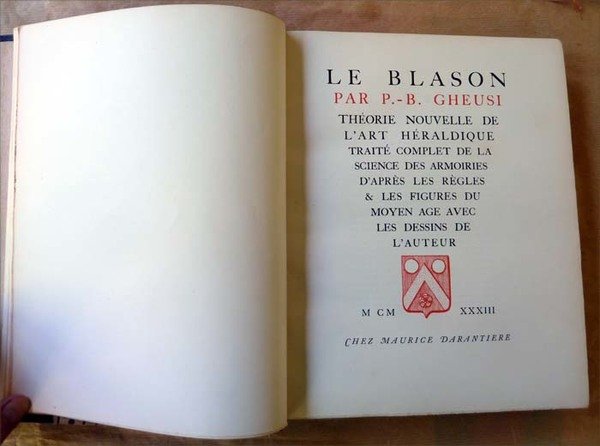 LE BLASON
PAR P.-B. GHEUSI
THÉORIE NOUVELLE DE
L'ART HÉRALDIQUE
TRAITÉ COMPLET DE LA
SCIENCE DES ARMOIRIES
D'APRÈS LES RÈGLES
& LES FIGURES DU
MOYEN AGE AVEC
LES DESSINS DE
L'AUTEUR
MCM XXXIII
CHEZ MAURICE DARANTIERE